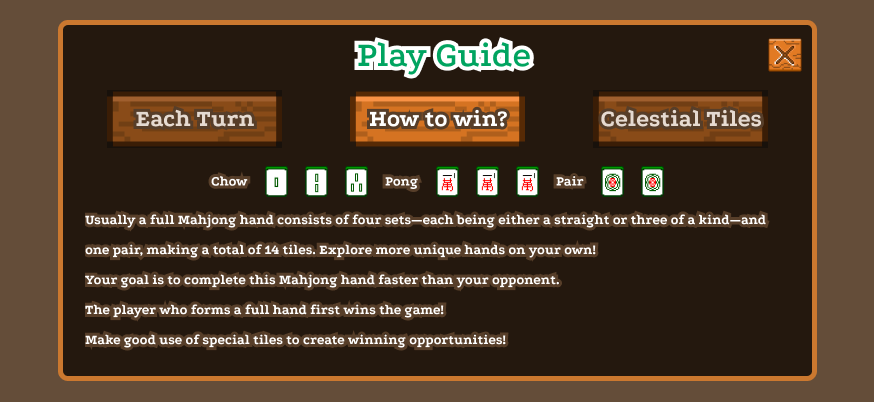 Play Guide
Each Turn How to win? Celestial Tiles
Chow Pong Pair
Usually a full Mahjong hand consists of four sets—each being either a straight or three of a kind—and
one pair, making a total of 14 tiles. Explore more unique hands on your own!
Your goal is to complete this Mahjong hand faster than your opponent.
The player who forms a full hand first wins the game!
Make good use of special tiles to create winning opportunities!